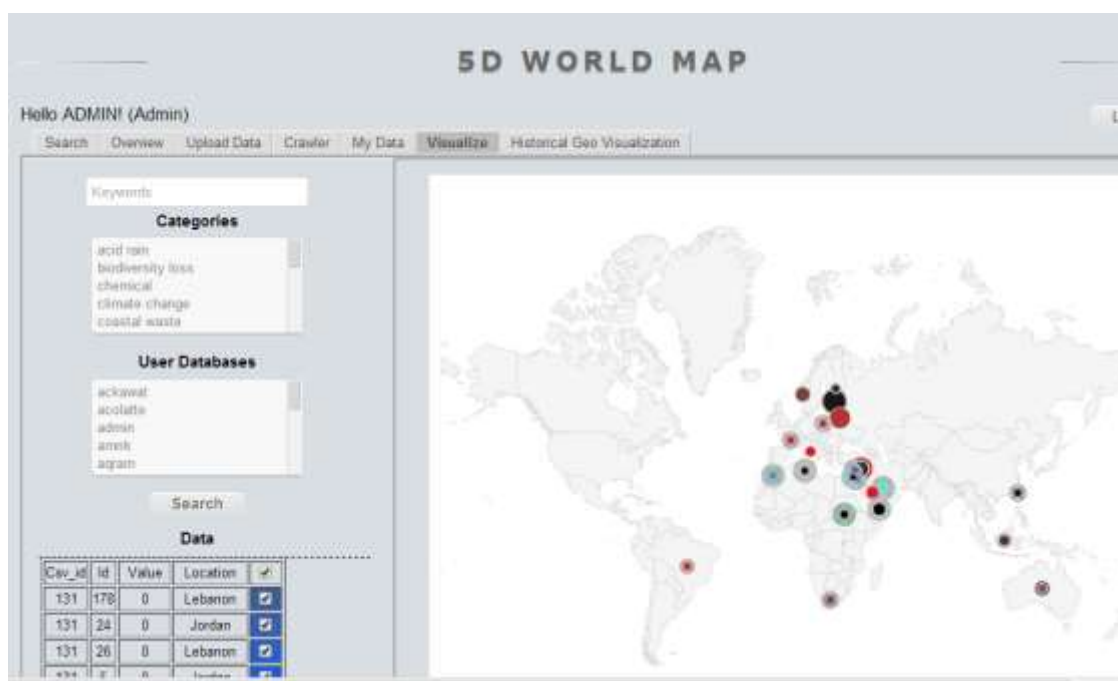 5D WORLD MAP
Hello ADMIN! (Admin)
Search Overview Upload Data Crawler My Data Visualize Historical Geo Visualization
Keywords
Categories
acid rain
biodiversity loss
chemical
climate change
coastal waste
User Databases
ackawat
acolatte
admin
amrik
aqram
Search
Data
Csv_id Id Value Location
131 178 0 Lebanon
131 24 0 Jordan
131 26 0 Lebanon